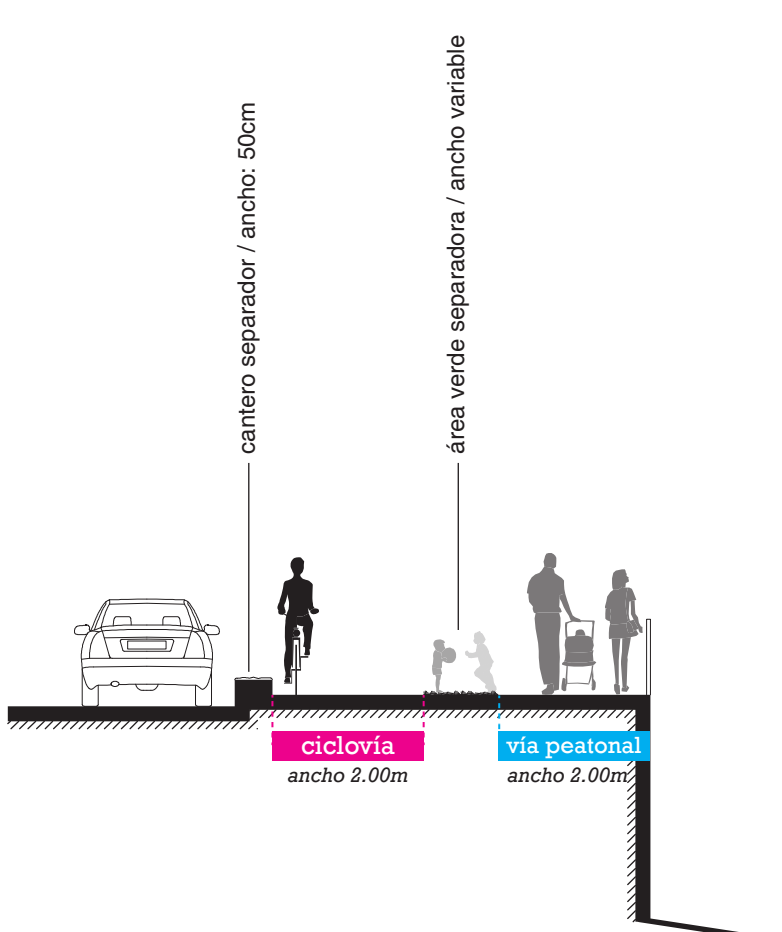 cantero separador / ancho: 50cm
área verde separadora / ancho variable
ciclovía
ancho 2.00m
vía peatonal
ancho 2.00m